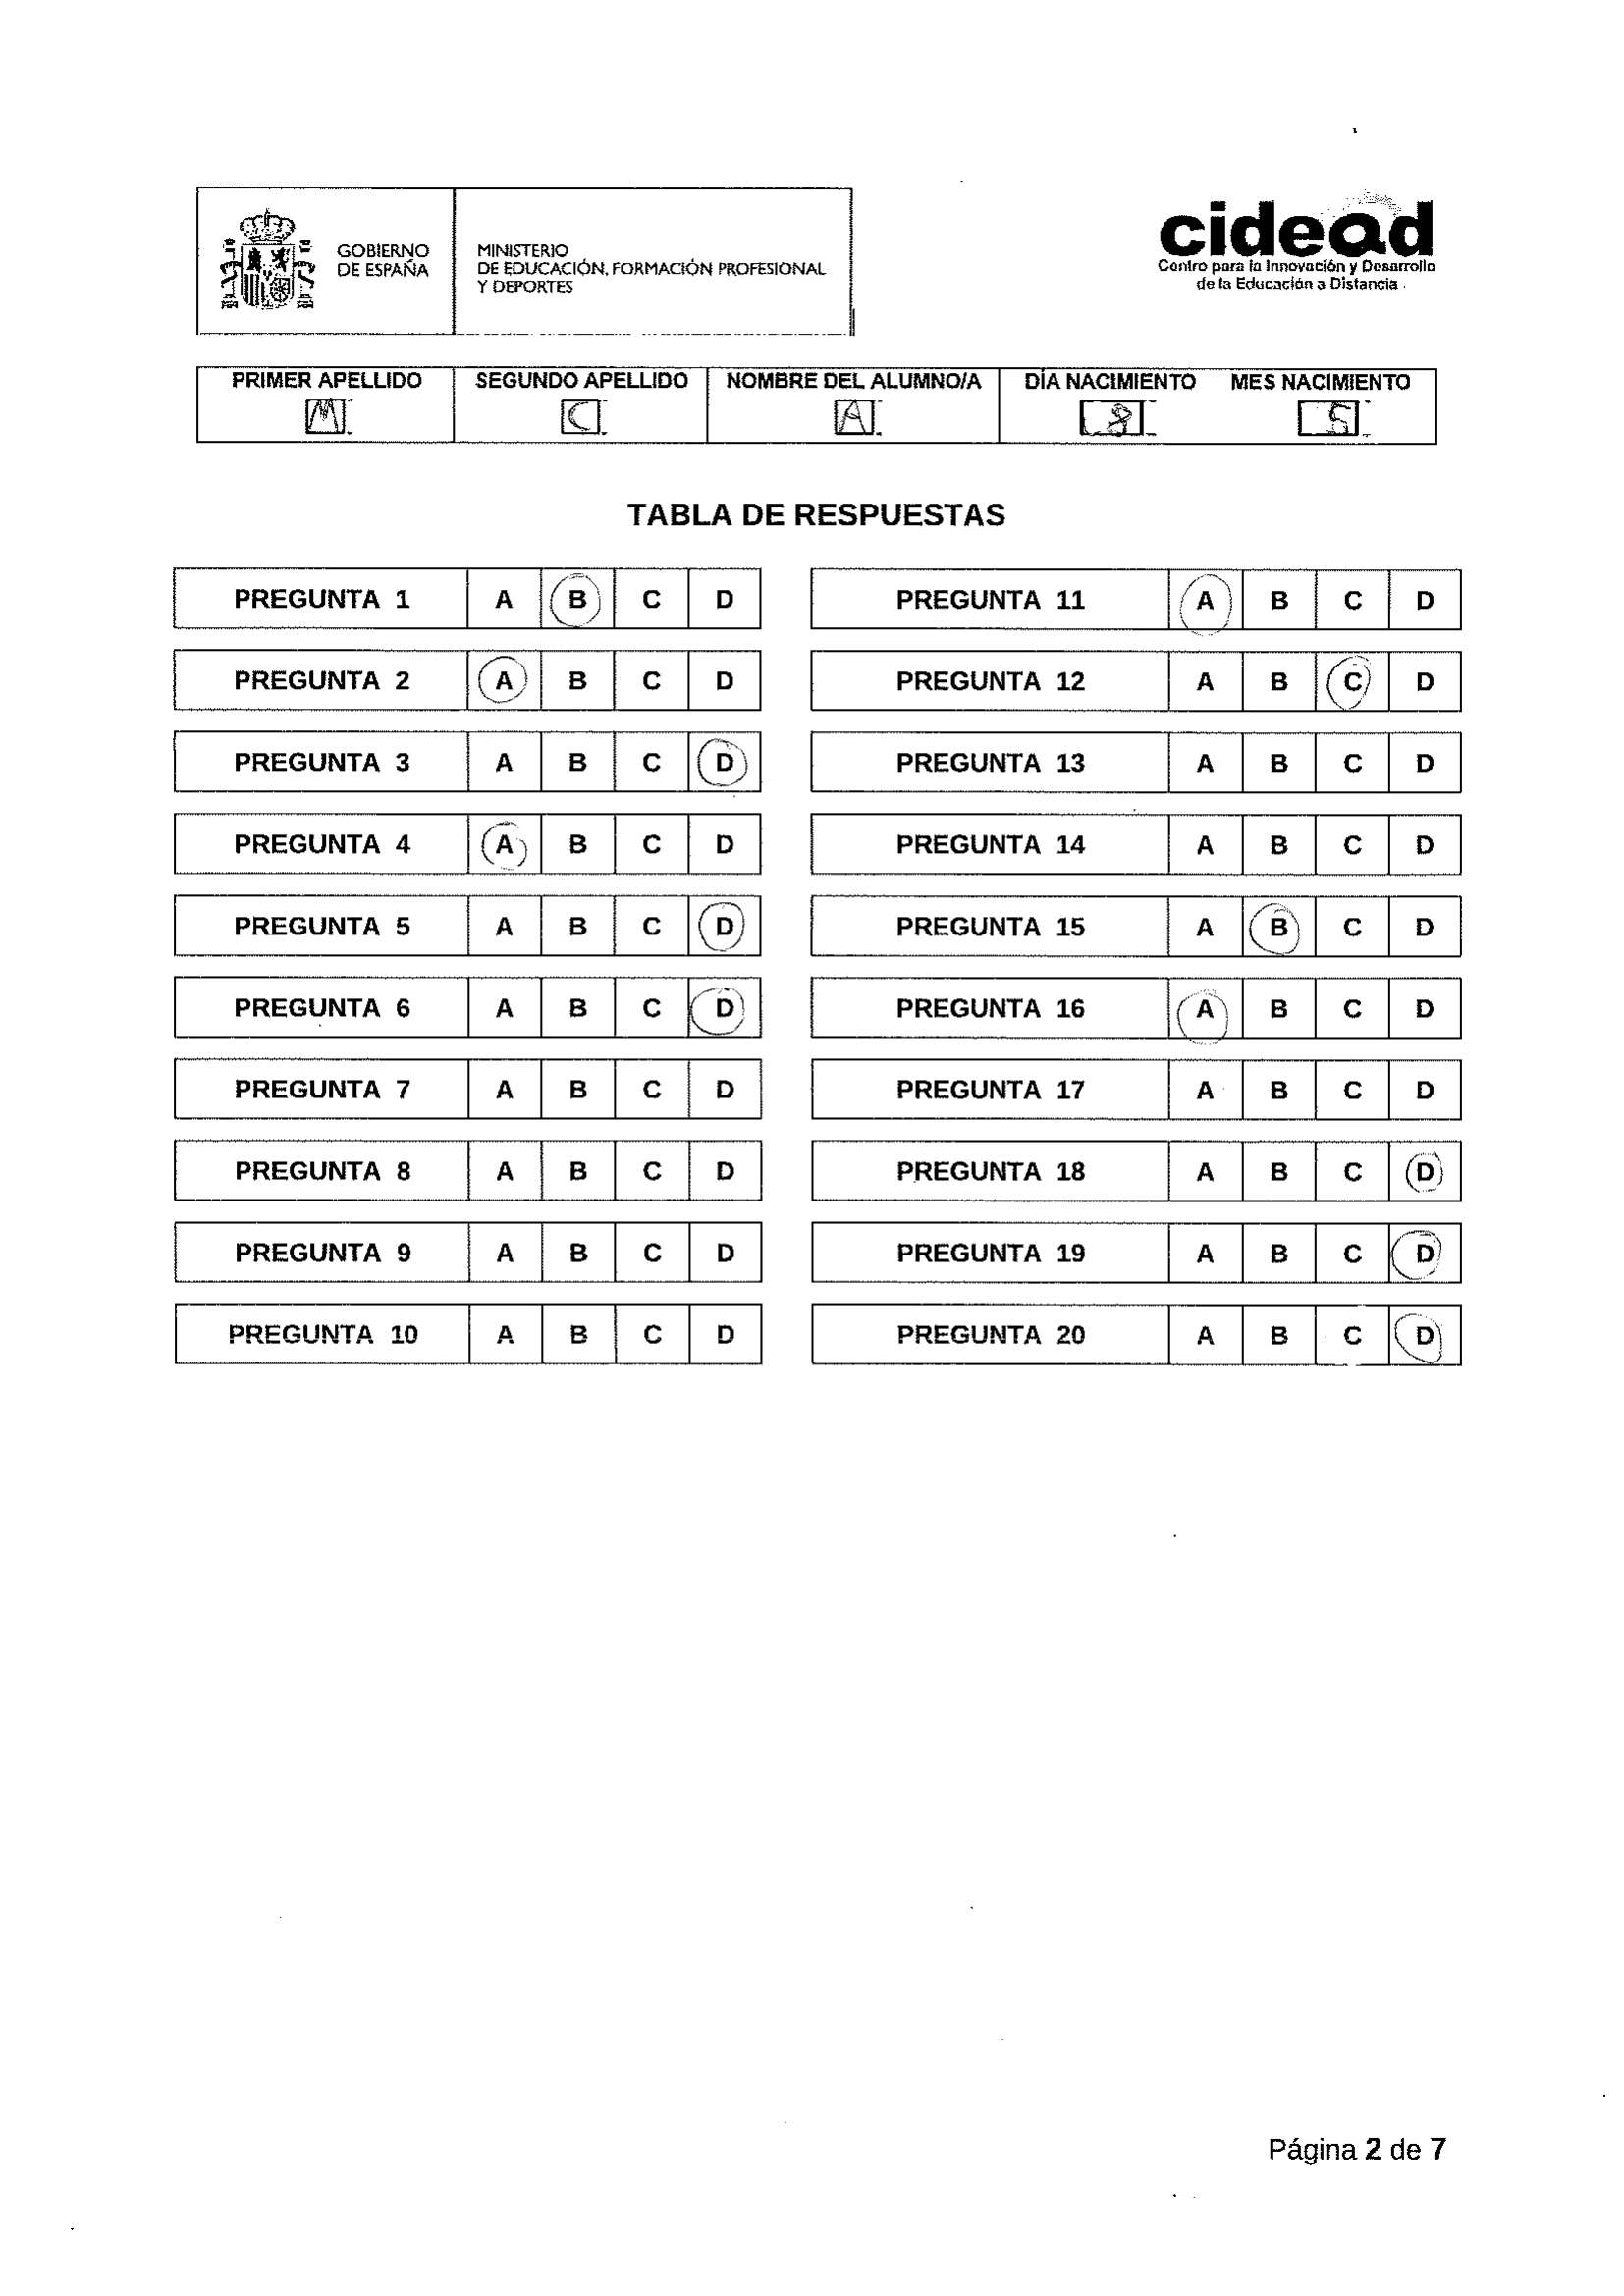 GOBIERNO
DE ESPAÑA
MINISTERIO
DE EDUCACIÓN, FORMACIÓN PROFESIONAL
Y DEPORTES
cidead
Centro para la Innovación y Desarrollo
de la Educación a Distancia
PRIMER APELLIDO SEGUNDO APELLIDO NOMBRE DEL ALUMNO/A DÍA NACIMIENTO MES NACIMIENTO
M C A 8 5
TABLA DE RESPUESTAS
PREGUNTA 1 A B C D
PREGUNTA 2 A B C D
PREGUNTA 3 A B C D
PREGUNTA 4 A B C D
PREGUNTA 5 A B C D
PREGUNTA 6 A B C D
PREGUNTA 7 A B C D
PREGUNTA 8 A B C D
PREGUNTA 9 A B C D
PREGUNTA 10 A B C D
PREGUNTA 11 A B C D
PREGUNTA 12 A B C D
PREGUNTA 13 A B C D
PREGUNTA 14 A B C D
PREGUNTA 15 A B C D
PREGUNTA 16 A B C D
PREGUNTA 17 A B C D
PREGUNTA 18 A B C D
PREGUNTA 19 A B C D
PREGUNTA 20 A B C D
Página 2 de 7